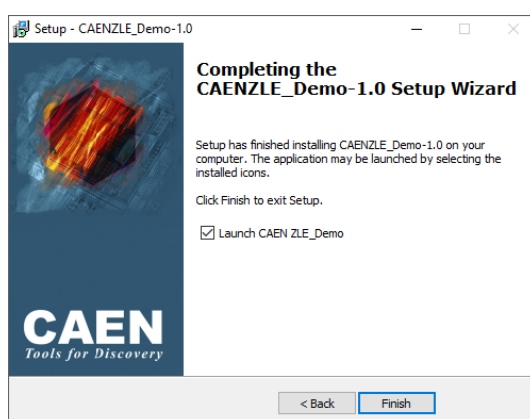 Setup - CAENZLE_Demo-1.0
Completing the
CAENZLE_Demo-1.0 Setup Wizard
Setup has finished installing CAENZLE_Demo-1.0 on your
computer. The application may be launched by selecting the
installed icons.
Click Finish to exit Setup.
Launch CAEN ZLE_Demo
CAEN
Tools for Discovery
< Back
Finish